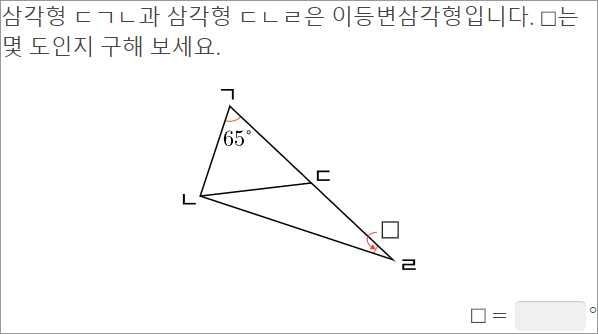 삼각형 ㄷㄱㄴ과 삼각형 ㄷㄴㄹ은 이등변삼각형입니다. □는
몇 도인지 구해 보세요.
ㄱ
65°
ㄷ
ㄴ
□
ㄹ
□ = °